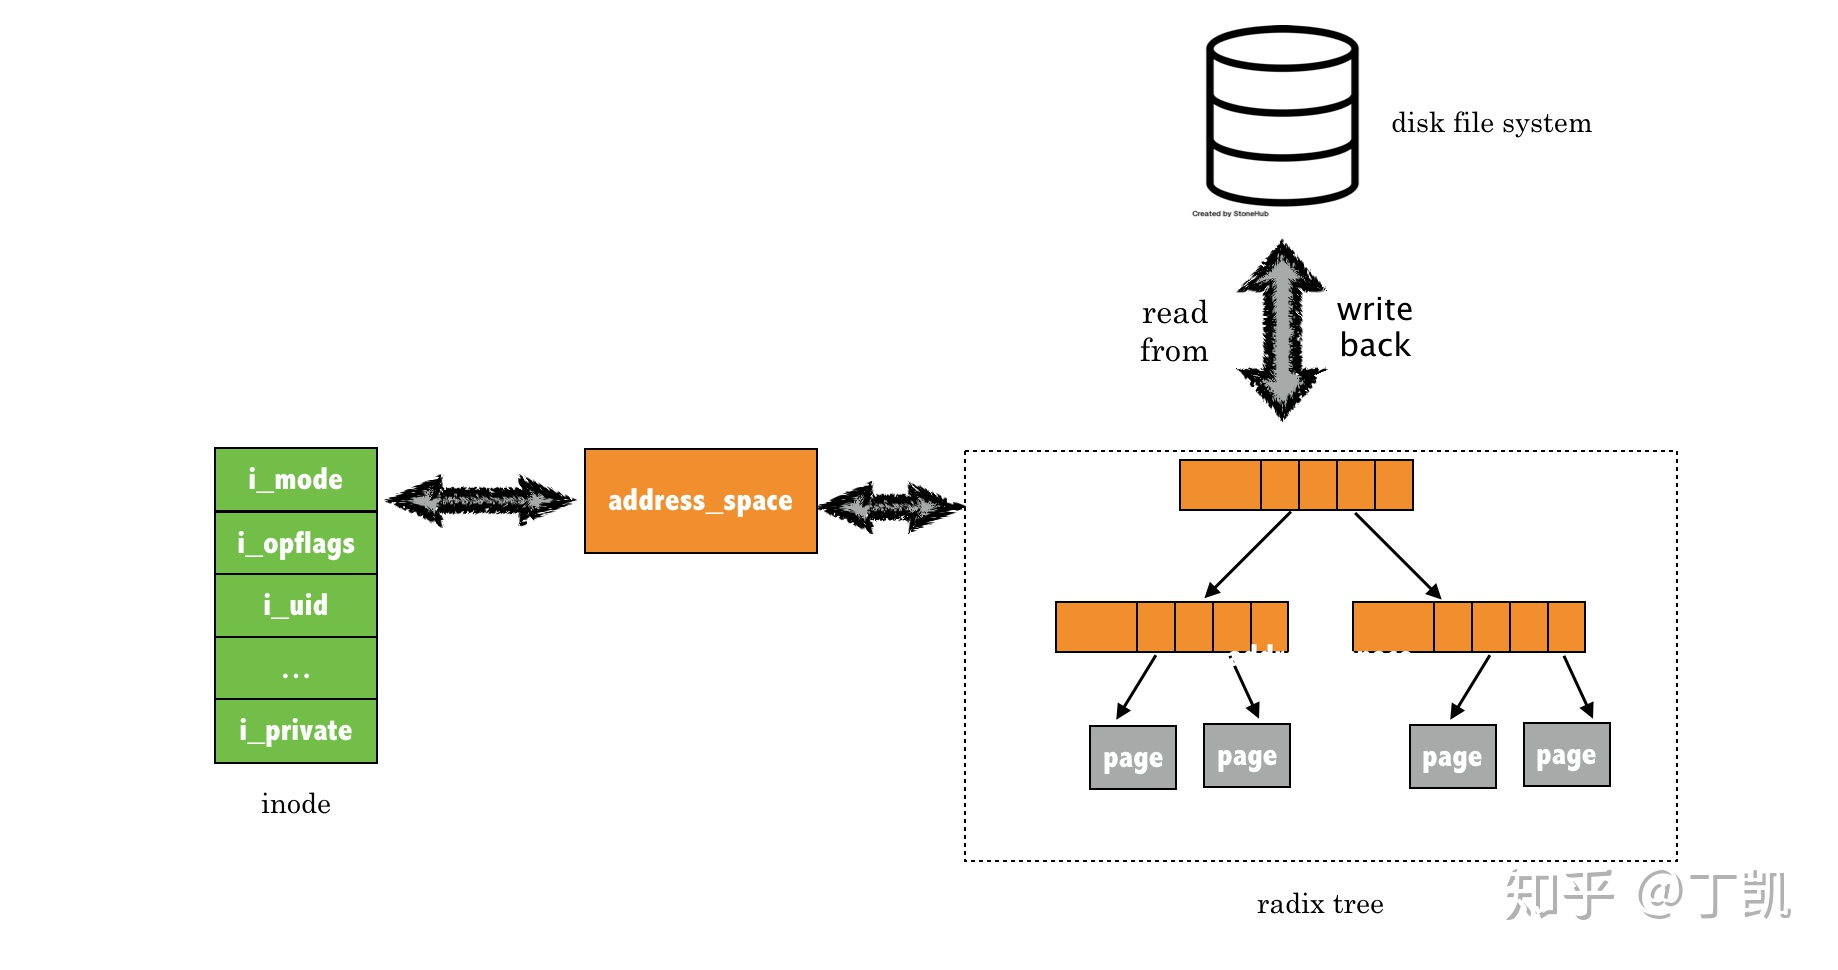 disk file system
Created by StoneHub
read
from
write
back
i_mode
i_opflags
i_uid
...
i_private
inode
address_space
page
page
page
page
radix tree
知乎 @丁凯